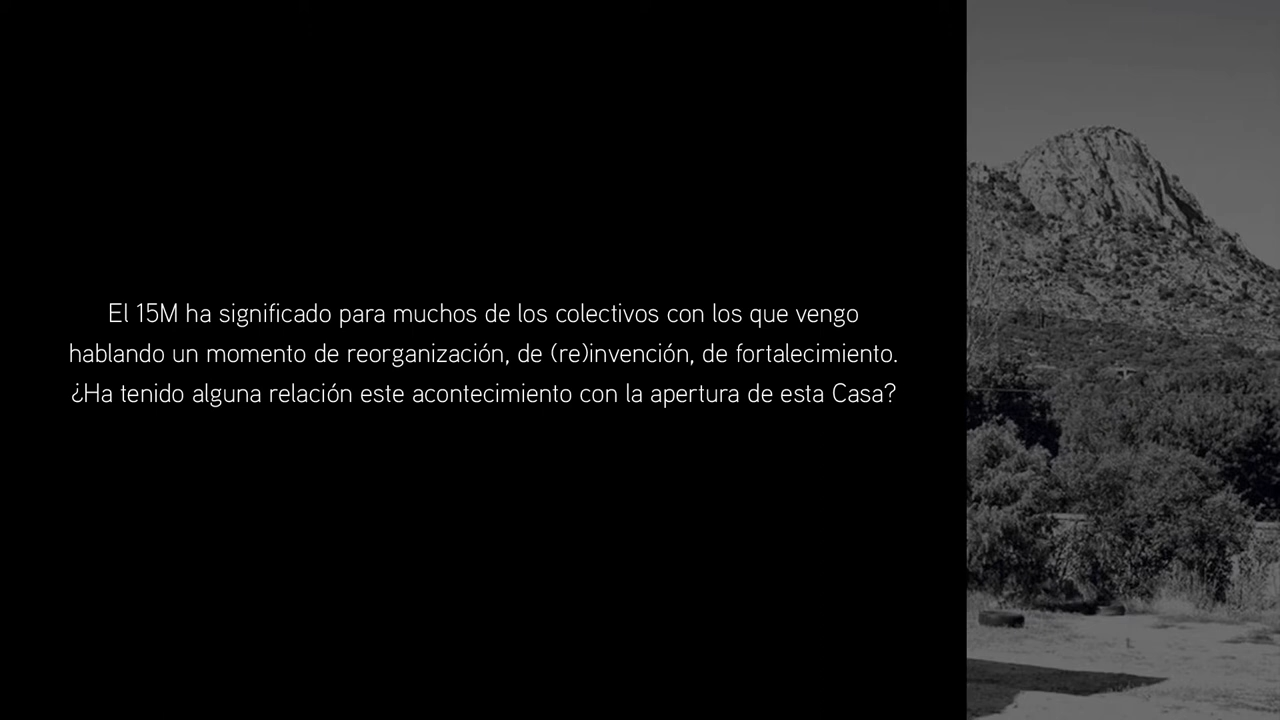 El 15M ha significado para muchos de los colectivos con los que vengo
hablando un momento de reorganización, de (re)invención, de fortalecimiento.
¿Ha tenido alguna relación este acontecimiento con la apertura de esta Casa?